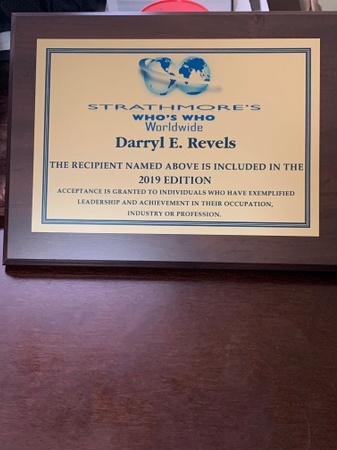 STRATHMORE'S
WHO'S WHO
Worldwide
Darryl E. Revels
THE RECIPIENT NAMED ABOVE IS INCLUDED IN THE
2019 EDITION
ACCEPTANCE IS GRANTED TO INDIVIDUALS WHO HAVE EXEMPLIFIED
LEADERSHIP AND ACHIEVEMENT IN THEIR OCCUPATION,
INDUSTRY OR PROFESSION.